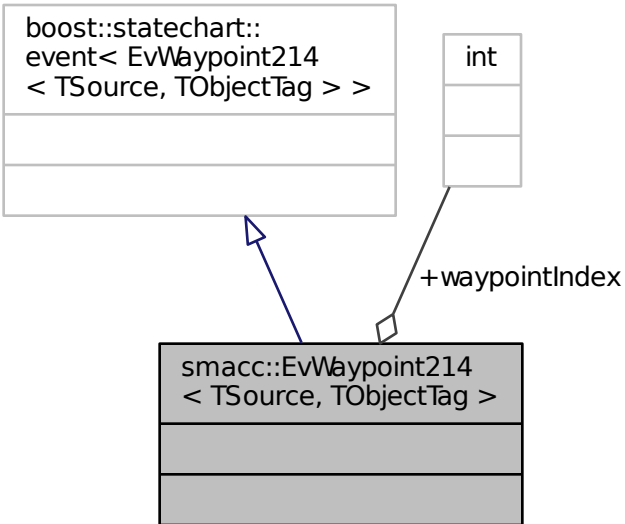 boost::statechart::
event< EvWaypoint214
< TSource, TObjectTag > >
int
+waypointIndex
smacc::EvWaypoint214
< TSource, TObjectTag >